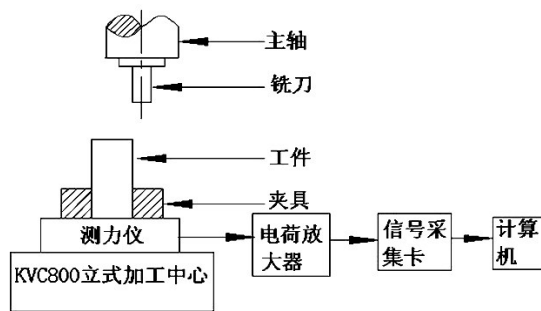 主轴
铣刀
工件
夹具
测力仪
KVC800立式加工中心
电荷放
大器
信号采
集卡
计算
机